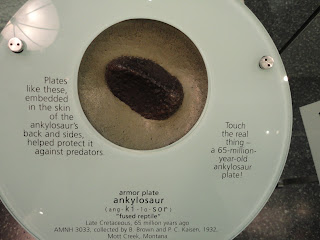 Plates
like these,
embedded
in the skin
of the
ankylosaur's
back and sides,
helped protect it
against predators.
Touch
the real
thing –
a 65-million-
year-old
ankylosaur
plate!
armor plate
ankylosaur
(ang-ki-lo-sor)
"fused reptile"
Late Cretaceous, 65 million years ago
AMNH 3033, collected by B. Brown and P. C. Kaisen, 1932,
Mott Creek, Montana